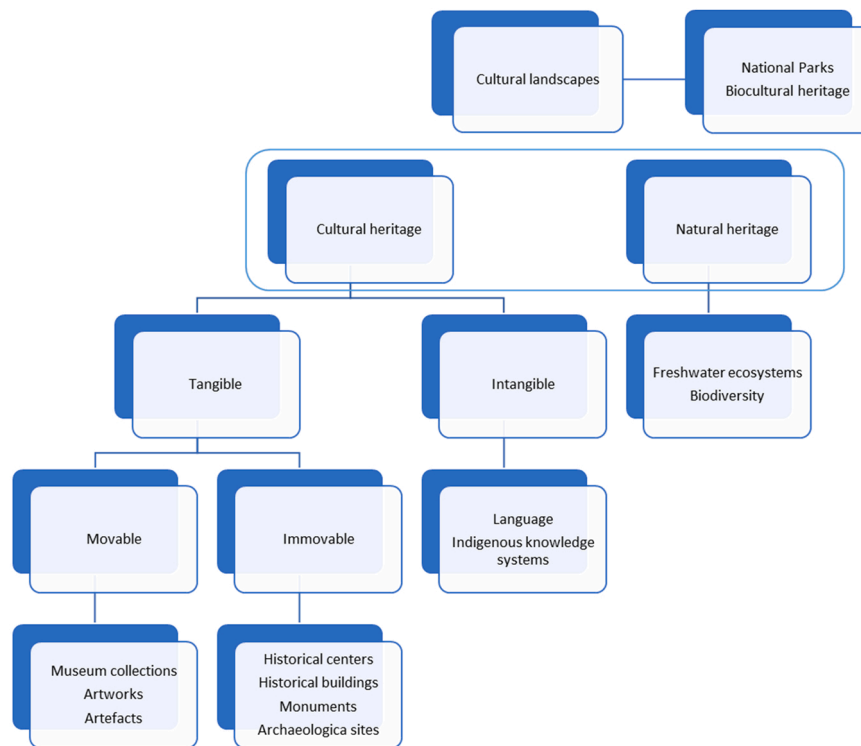 Cultural landscapes
National Parks
Biocultural heritage
Cultural heritage
Natural heritage
Tangible
Intangible
Freshwater ecosystems
Biodiversity
Movable
Immovable
Language
Indigenous knowledge
systems
Museum collections
Artworks
Artefacts
Historical centers
Historical buildings
Monuments
Archaeologica sites